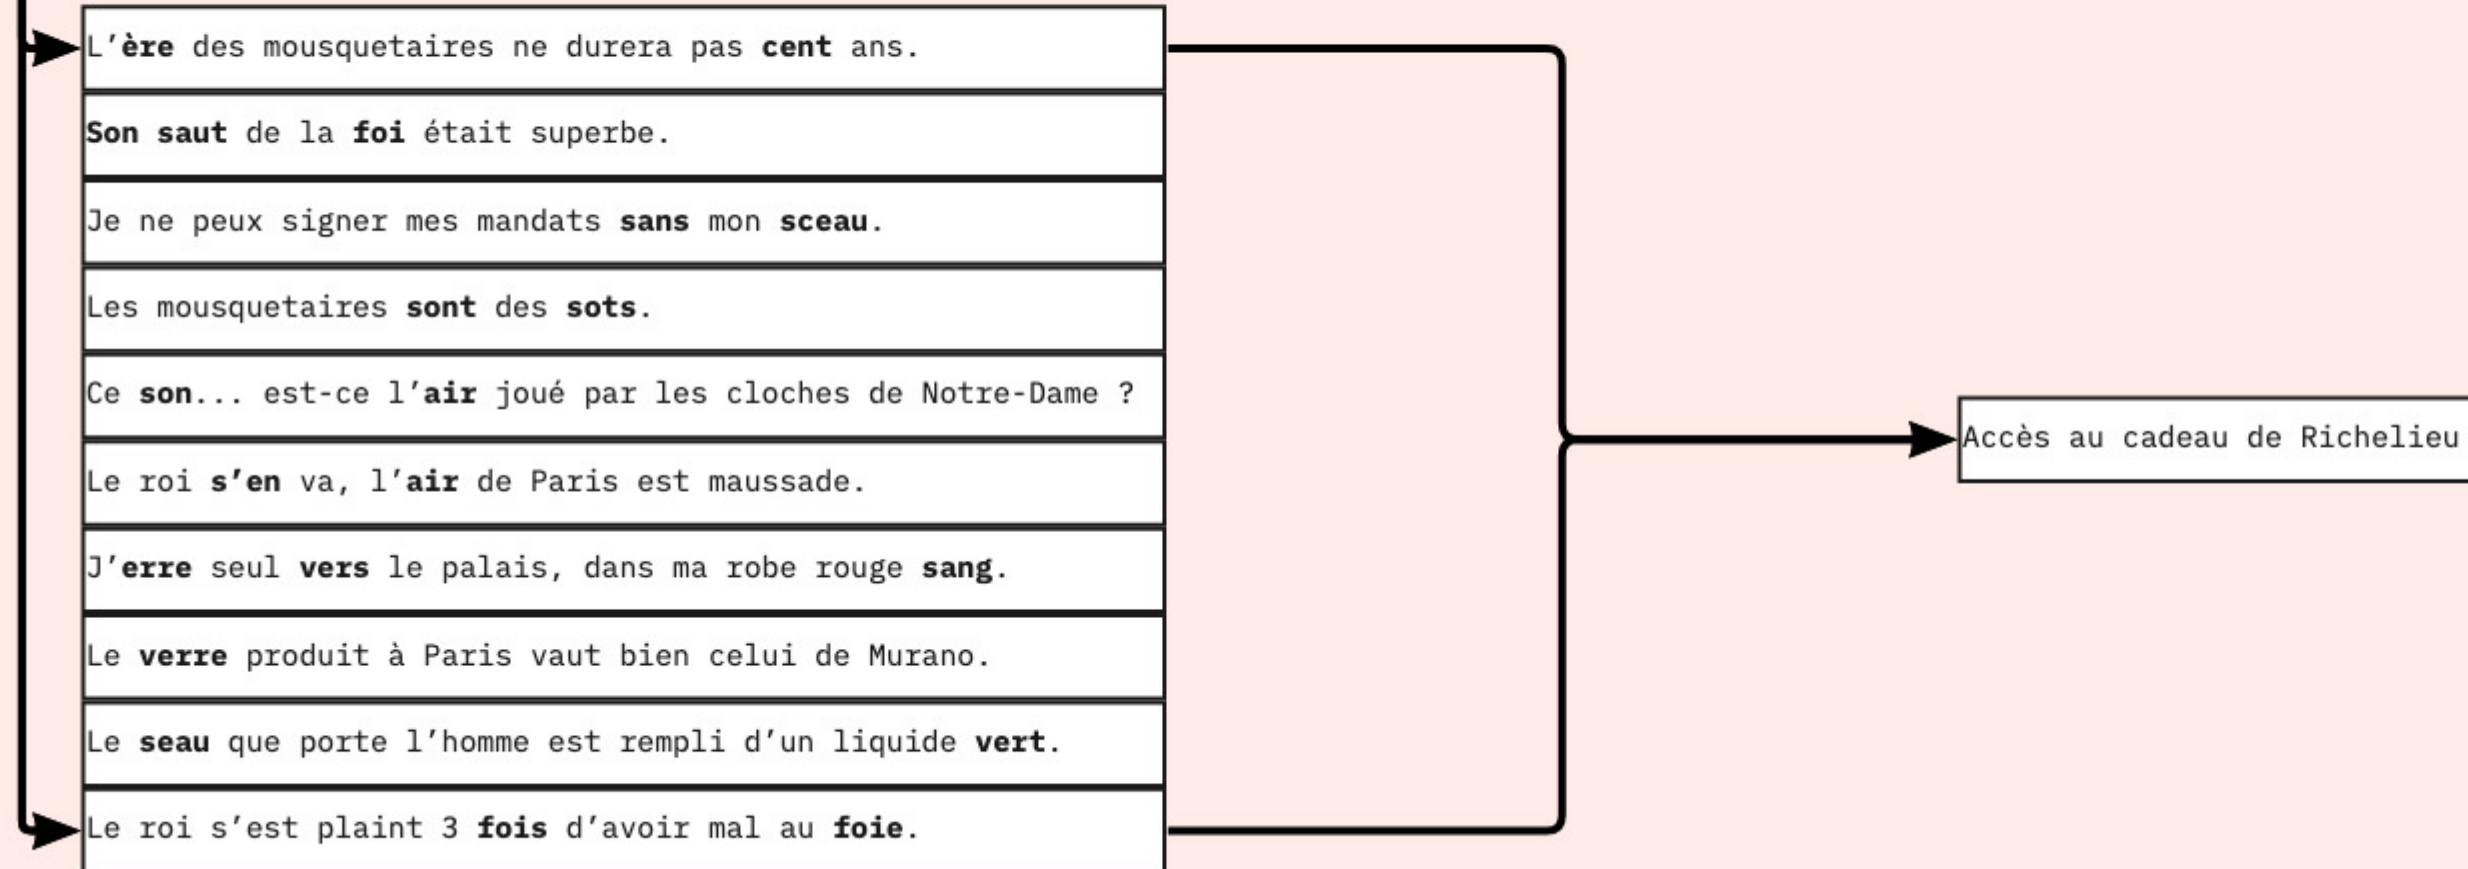 L’ère des mousquetaires ne durera pas cent ans.
Son saut de la foi était superbe.
Je ne peux signer mes mandats sans mon sceau.
Les mousquetaires sont des sots.
Ce son... est-ce l’air joué par les cloches de Notre-Dame ?
Le roi s’en va, l’air de Paris est maussade.
J’erre seul vers le palais, dans ma robe rouge sang.
Le verre produit à Paris vaut bien celui de Murano.
Le seau que porte l’homme est rempli d’un liquide vert.
Le roi s’est plaint 3 fois d’avoir mal au foie.
Accès au cadeau de Richelieu